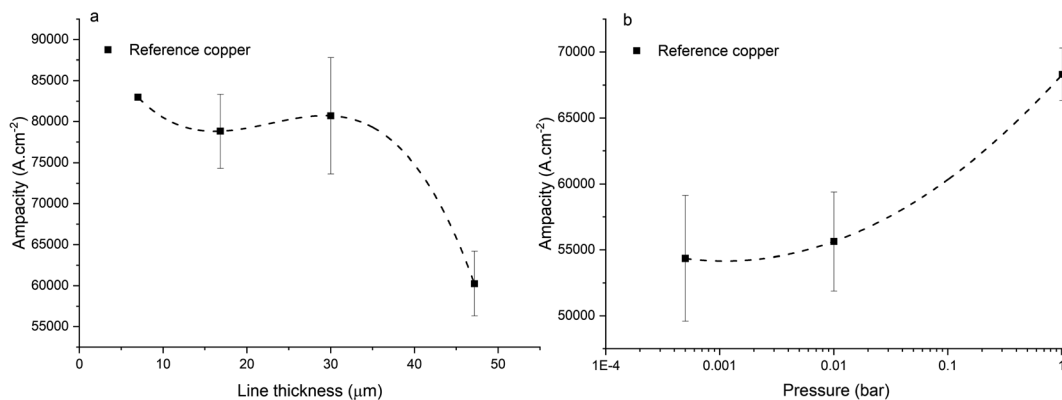 a
Reference copper
90000
85000
80000
75000
70000
65000
60000
55000
Ampacity (A.cm-2)
0
10
20
30
40
50
Line thickness (μm)
b
Reference copper
70000
65000
60000
55000
50000
Ampacity (A.cm-2)
1E-4
0.001
0.01
0.1
1
Pressure (bar)